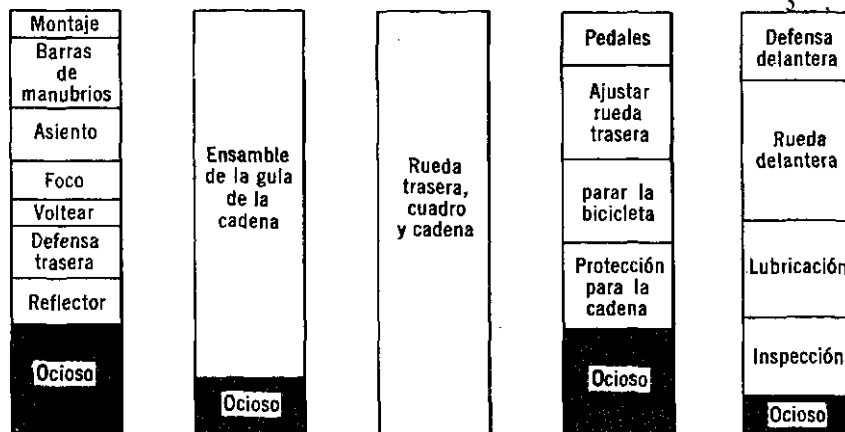 Montaje
Barras
de
manubrios
Asiento
Foco
Voltear
Defensa
trasera
Reflector
Ocioso
Ensamble
de la guía
de la
cadena
Ocioso
Rueda
trasera,
cuadro
y cadena
Pedales
Ajustar
rueda
trasera
parar la
bicicleta
Protección
para la
cadena
Ocioso
Defensa
delantera
Rueda
delantera
Lubricación
Inspección
Ocioso